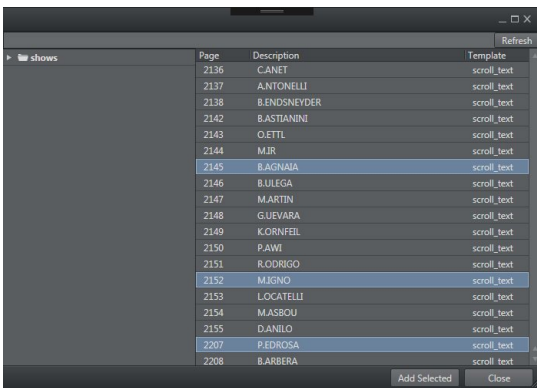 Refresh
shows
Page Description Template
2136 C.ANET scroll_text
2137 A.NTONELLI scroll_text
2138 B.ENDSNEYDER scroll_text
2142 B.ASTIANINI scroll_text
2143 O.ETTL scroll_text
2144 M.IR scroll_text
2145 B.AGNAIA scroll_text
2146 B.ULEGA scroll_text
2147 M.ARTIN scroll_text
2148 G.UEVARA scroll_text
2149 K.ORNFEIL scroll_text
2150 P.AWI scroll_text
2151 R.ODRIGO scroll_text
2152 M.IGNO scroll_text
2153 L.OCATELLI scroll_text
2154 M.ASBOU scroll_text
2155 D.ANILO scroll_text
2207 P.EDROSA scroll_text
2208 B.ARBERA scroll_text
Add Selected Close